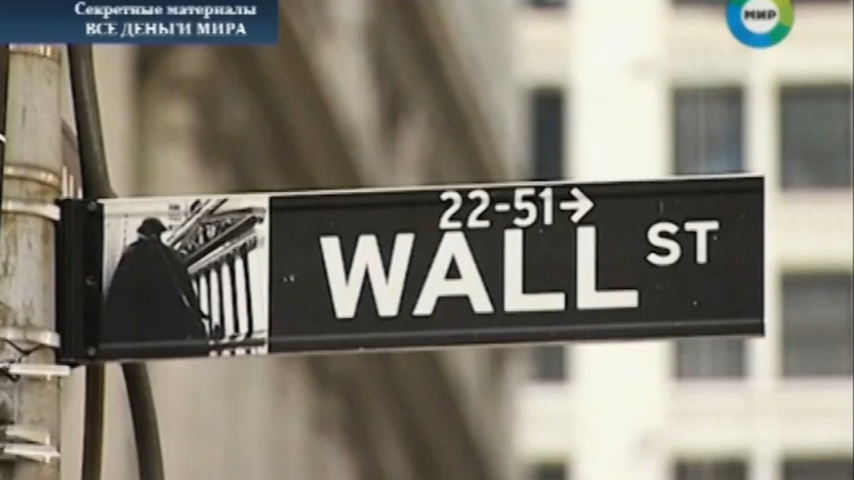 Секретные материалы
ВСЕ ДЕНЬГИ МИРА
МИР
22-51→
WALL ST